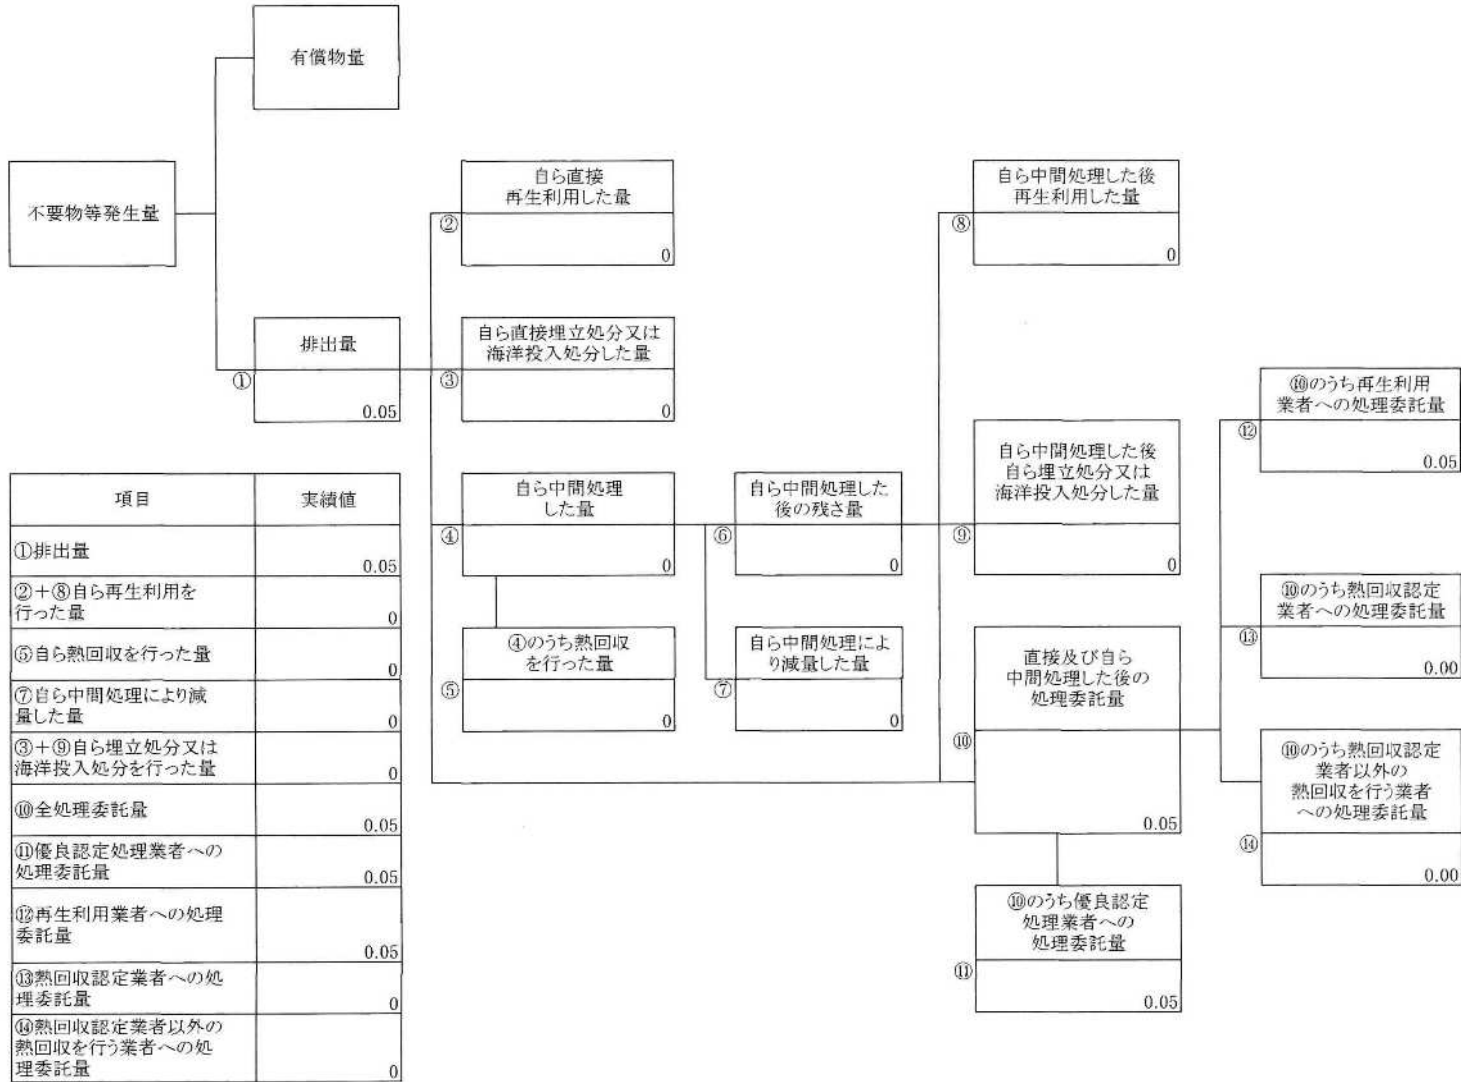 有償物量
不要物等発生量
自ら直接
再生利用した量
②
0
自ら中間処理した後
再生利用した量
⑧
0
排出量
①
0.05
自ら直接埋立処分又は
海洋投入処分した量
③
0
⑩のうち再生利用
業者への処理委託量
⑫
0.05
自ら中間処理
した量
④
0
自ら中間処理した
後の残さ量
⑥
0
自ら中間処理した後
自ら埋立処分又は
海洋投入処分した量
⑨
0
⑩のうち熱回収認定
業者への処理委託量
⑬
0.00
④のうち熱回収
を行った量
⑤
0
自ら中間処理によ
り減量した量
⑦
0
直接及び自ら
中間処理した後の
処理委託量
⑩
0.05
⑩のうち熱回収認定
業者以外の
熱回収を行う業者
への処理委託量
⑭
0.00
⑩のうち優良認定
処理業者への
処理委託量
⑪
0.05
項目 実績値
①排出量
0.05
②+⑧自ら再生利用を
行った量 0
⑤自ら熱回収を行った量
0
⑦自ら中間処理により減
量した量 0
③+⑨自ら埋立処分又は
海洋投入処分を行った量 0
⑩全処理委託量
0.05
⑪優良認定処理業者への
処理委託量 0.05
⑫再生利用業者への処理
委託量
0.05
⑬熱回収認定業者への処
理委託量 0
⑭熱回収認定業者以外の
熱回収を行う業者への処
理委託量 0